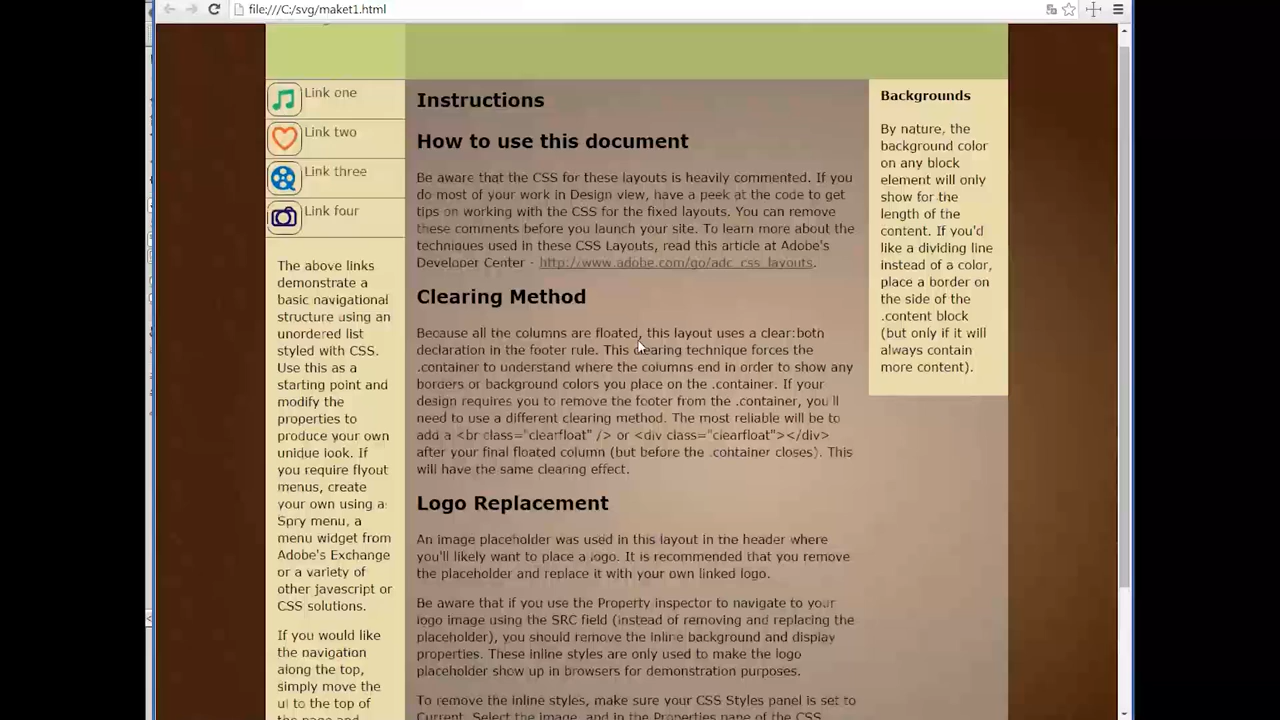 file:///C:/svg/maket1.html
Link one
Link two
Link three
Link four
The above links
demonstrate a
basic navigational
structure using an
unordered list
styled with CSS.
Use this as a
starting point and
modify the
properties to
produce your own
unique look. If
you require flyout
menus, create
your own using a
Spry menu, a
menu widget from
Adobe's Exchange
or a variety of
other javascript or
CSS solutions.
If you would like
the navigation
along the top,
simply move the
ul to the top of
the page and
Instructions
How to use this document
Be aware that the CSS for these layouts is heavily commented. If you
do most of your work in Design view, have a peek at the code to get
tips on working with the CSS for the fixed layouts. You can remove
these comments before you launch your site. To learn more about the
techniques used in these CSS Layouts, read this article at Adobe's
Developer Center - http://www.adobe.com/go/adc_css_layouts.
Clearing Method
Because all the columns are floated, this layout uses a clear:both
declaration in the footer rule. This clearing technique forces the
.container to understand where the columns end in order to show any
borders or background colors you place on the .container. If your
design requires you to remove the footer from the .container, you'll
need to use a different clearing method. The most reliable will be to
add a <br class="clearfloat" /> or <div class="clearfloat"></div>
after your final floated column (but before the .container closes). This
will have the same clearing effect.
Logo Replacement
An image placeholder was used in this layout in the header where
you'll likely want to place a logo. It is recommended that you remove
the placeholder and replace it with your own linked logo.
Be aware that if you use the Property inspector to navigate to your
logo image using the SRC field (instead of removing and replacing the
placeholder), you should remove the inline background and display
properties. These inline styles are only used to make the logo
placeholder show up in browsers for demonstration purposes.
To remove the inline styles, make sure your CSS Styles panel is set to
Current. Select the image, and in the Properties pane of the CSS
Backgrounds
By nature, the
background color
on any block
element will only
show for the
length of the
content. If you'd
like a dividing line
instead of a color,
place a border on
the side of the
.content block
(but only if it will
always contain
more content).